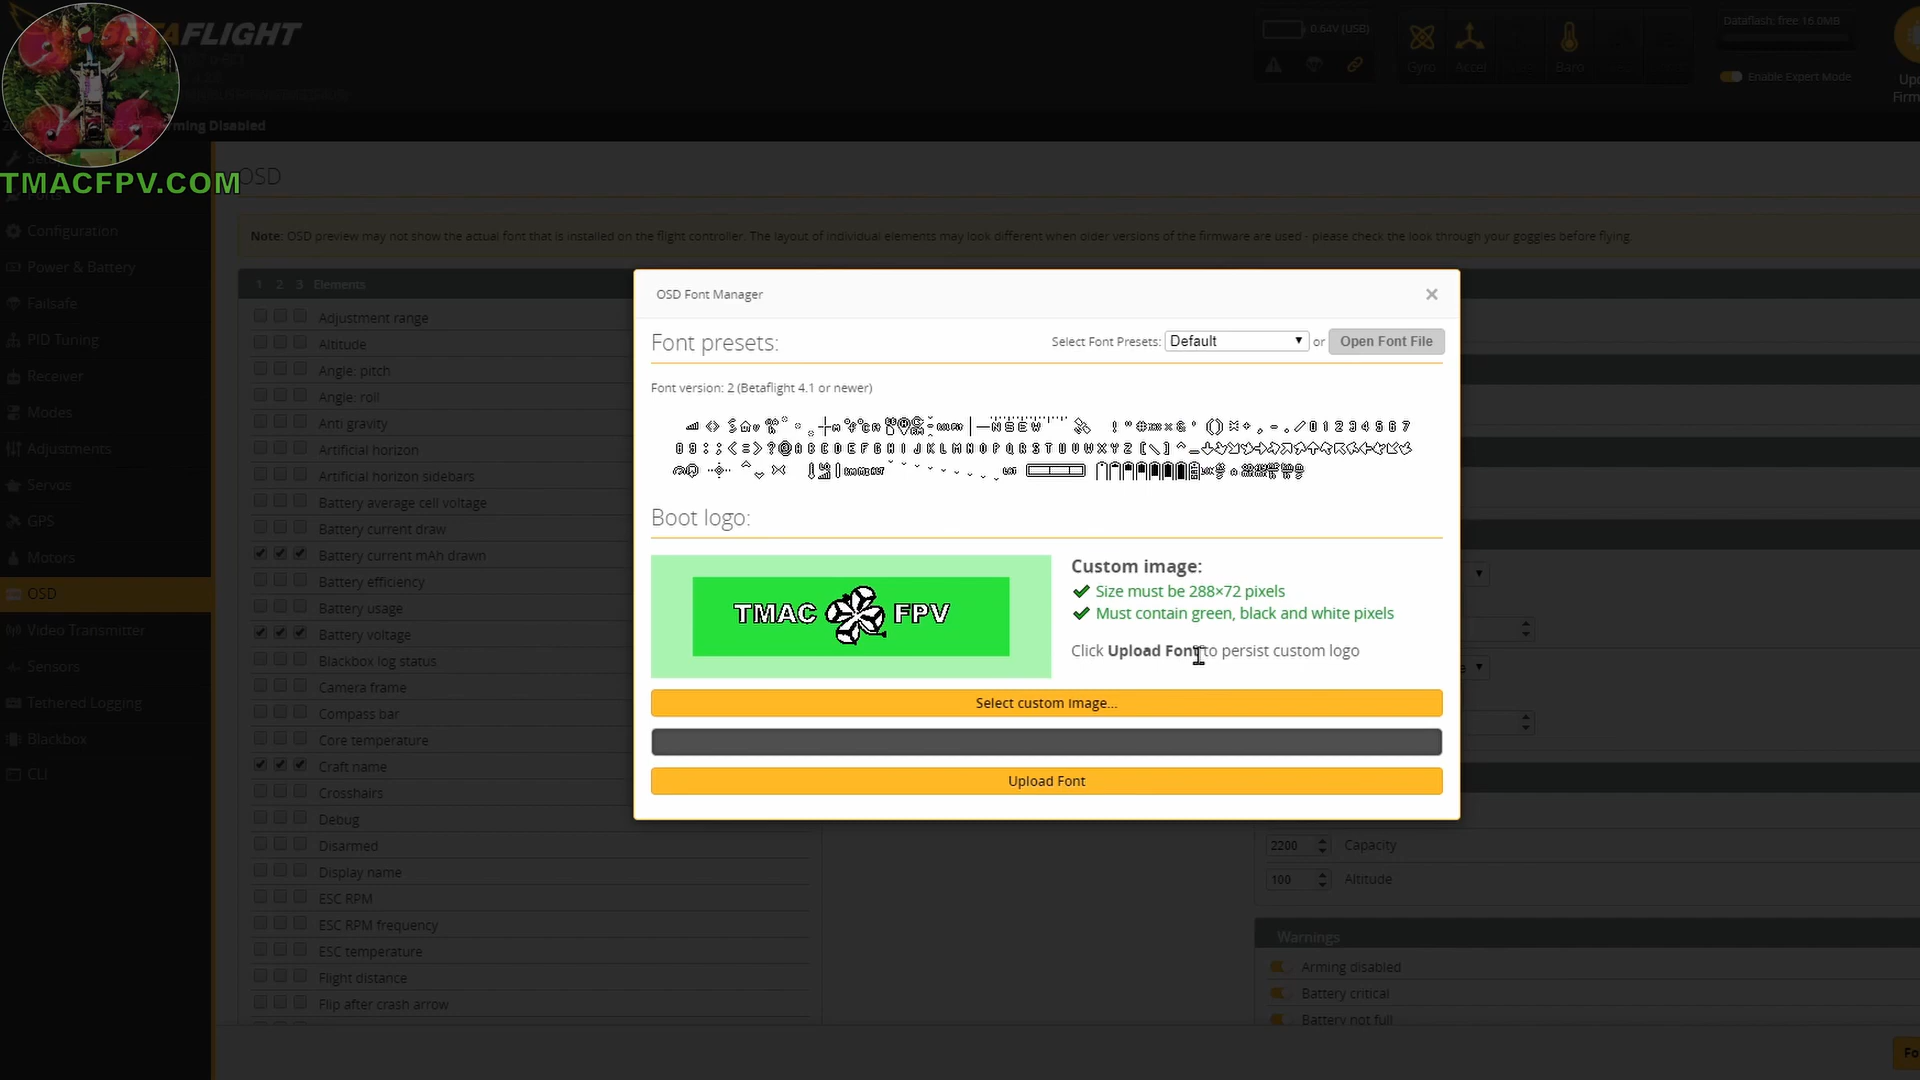 BETAFLIGHT
0.64V (USB)
Gyro
Accel
Baro
Dataflash: free 16.0MB
Enable Expert Mode
Arming Disabled
TMACFPV.COM
OSD
Configuration
Power & Battery
Failsafe
PID Tuning
Receiver
Modes
Adjustments
Servos
GPS
Motors
OSD
Video Transmitter
Sensors
Tethered Logging
Blackbox
CLI
Note: OSD preview may not show the actual font that is installed on the flight controller. The layout of individual elements may look different when older versions of the firmware are used - please check the look through your goggles before flying.
1 2 3 Elements
Adjustment range
Altitude
Angle: pitch
Angle: roll
Anti gravity
Artificial horizon
Artificial horizon sidebars
Battery average cell voltage
Battery current draw
Battery current mAh drawn
Battery efficiency
Battery usage
Battery voltage
Blackbox log status
Camera frame
Compass bar
Core temperature
Craft name
Crosshairs
Debug
Disarmed
Display name
ESC RPM
ESC RPM frequency
ESC temperature
Flight distance
Flip after crash arrow
OSD Font Manager
Font presets:
Select Font Presets: Default or Open Font File
Font version: 2 (Betaflight 4.1 or newer)
0 1 2 3 4 5 6 7
8 9 : ; < = > ? @ A B C D E F G H I J K L M N O P Q R S T U V W X Y Z [ \ ] ^ _
Boot logo:
TMAC FPV
Custom image:
Size must be 288×72 pixels
Must contain green, black and white pixels
Click Upload Font to persist custom logo
Select custom image...
Upload Font
2200 Capacity
100 Altitude
Warnings
Arming disabled
Battery critical
Battery not full